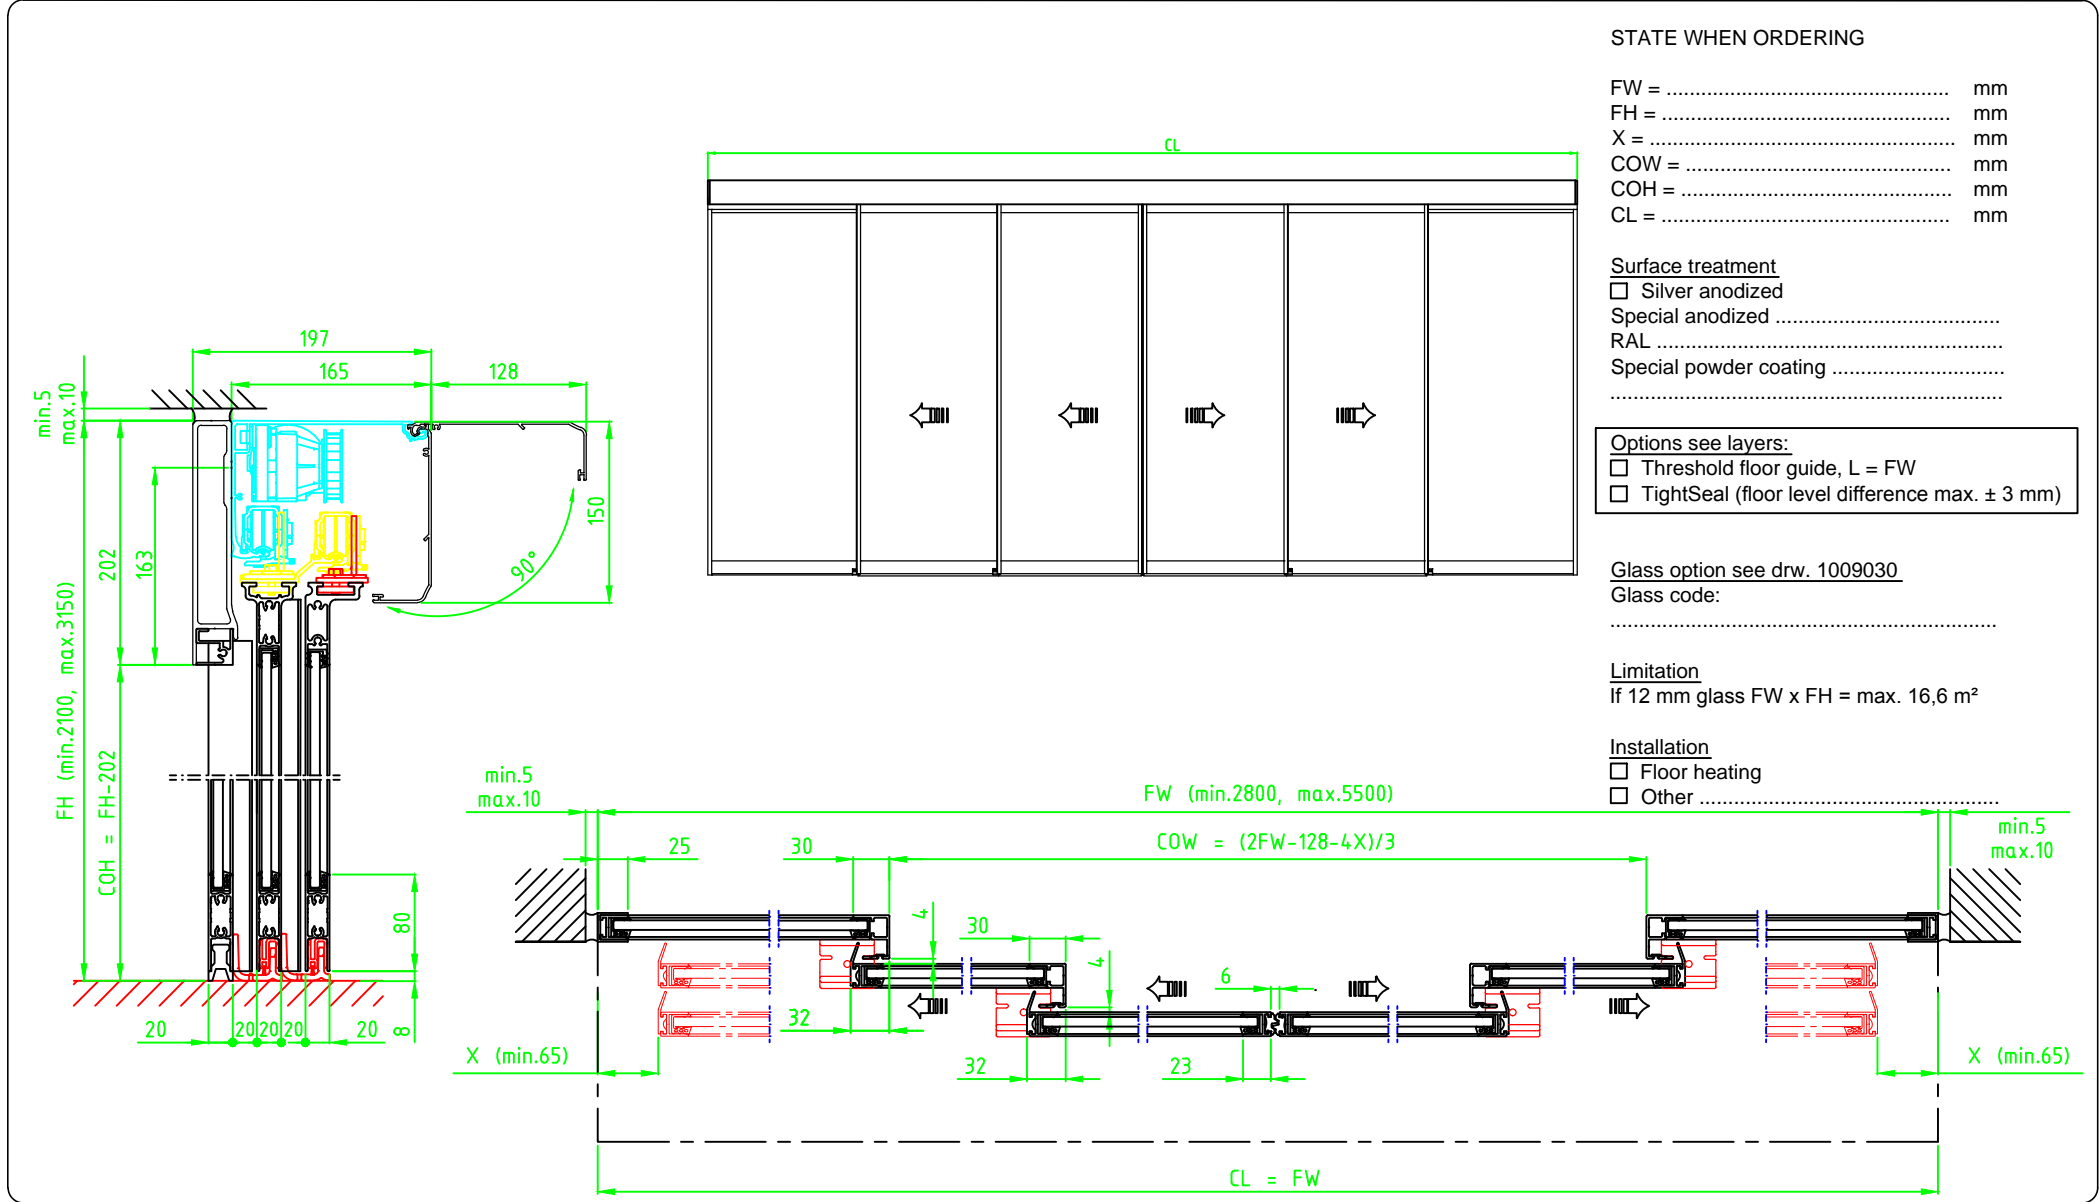 STATE WHEN ORDERING
FW = .................................................. mm
FH = ................................................... mm
X = ...................................................... mm
COW = ............................................... mm
COH = ................................................ mm
CL = ................................................... mm
Surface treatment
☐ Silver anodized
Special anodized .......................................
RAL .............................................................
Special powder coating ..............................
.....................................................................
Options see layers:
☐ Threshold floor guide, L = FW
☐ TightSeal (floor level difference max. ± 3 mm)
Glass option see drw. 1009030
Glass code:
....................................................................
Limitation
If 12 mm glass FW x FH = max. 16,6 m²
Installation
☐ Floor heating
☐ Other .....................................................
CL
197
165
128
min.5
max.10
202
163
150
90°
FH (min.2100, max.3150)
COH = FH-202
80
8
20
20
20
20
20
min.5
max.10
FW (min.2800, max.5500)
min.5
max.10
25
30
COW = (2FW-128-4X)/3
4
30
4
6
32
X (min.65)
32
23
X (min.65)
CL = FW